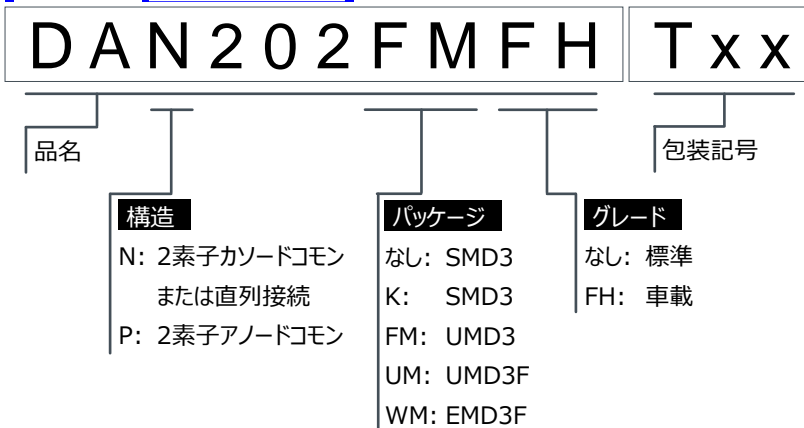 DAN202FMFH Txx
品名
包装記号
構造
N: 2素子カソードコモン
または直列接続
P: 2素子アノードコモン
パッケージ
なし: SMD3
K: SMD3
FM: UMD3
UM: UMD3F
WM: EMD3F
グレード
なし: 標準
FH: 車載